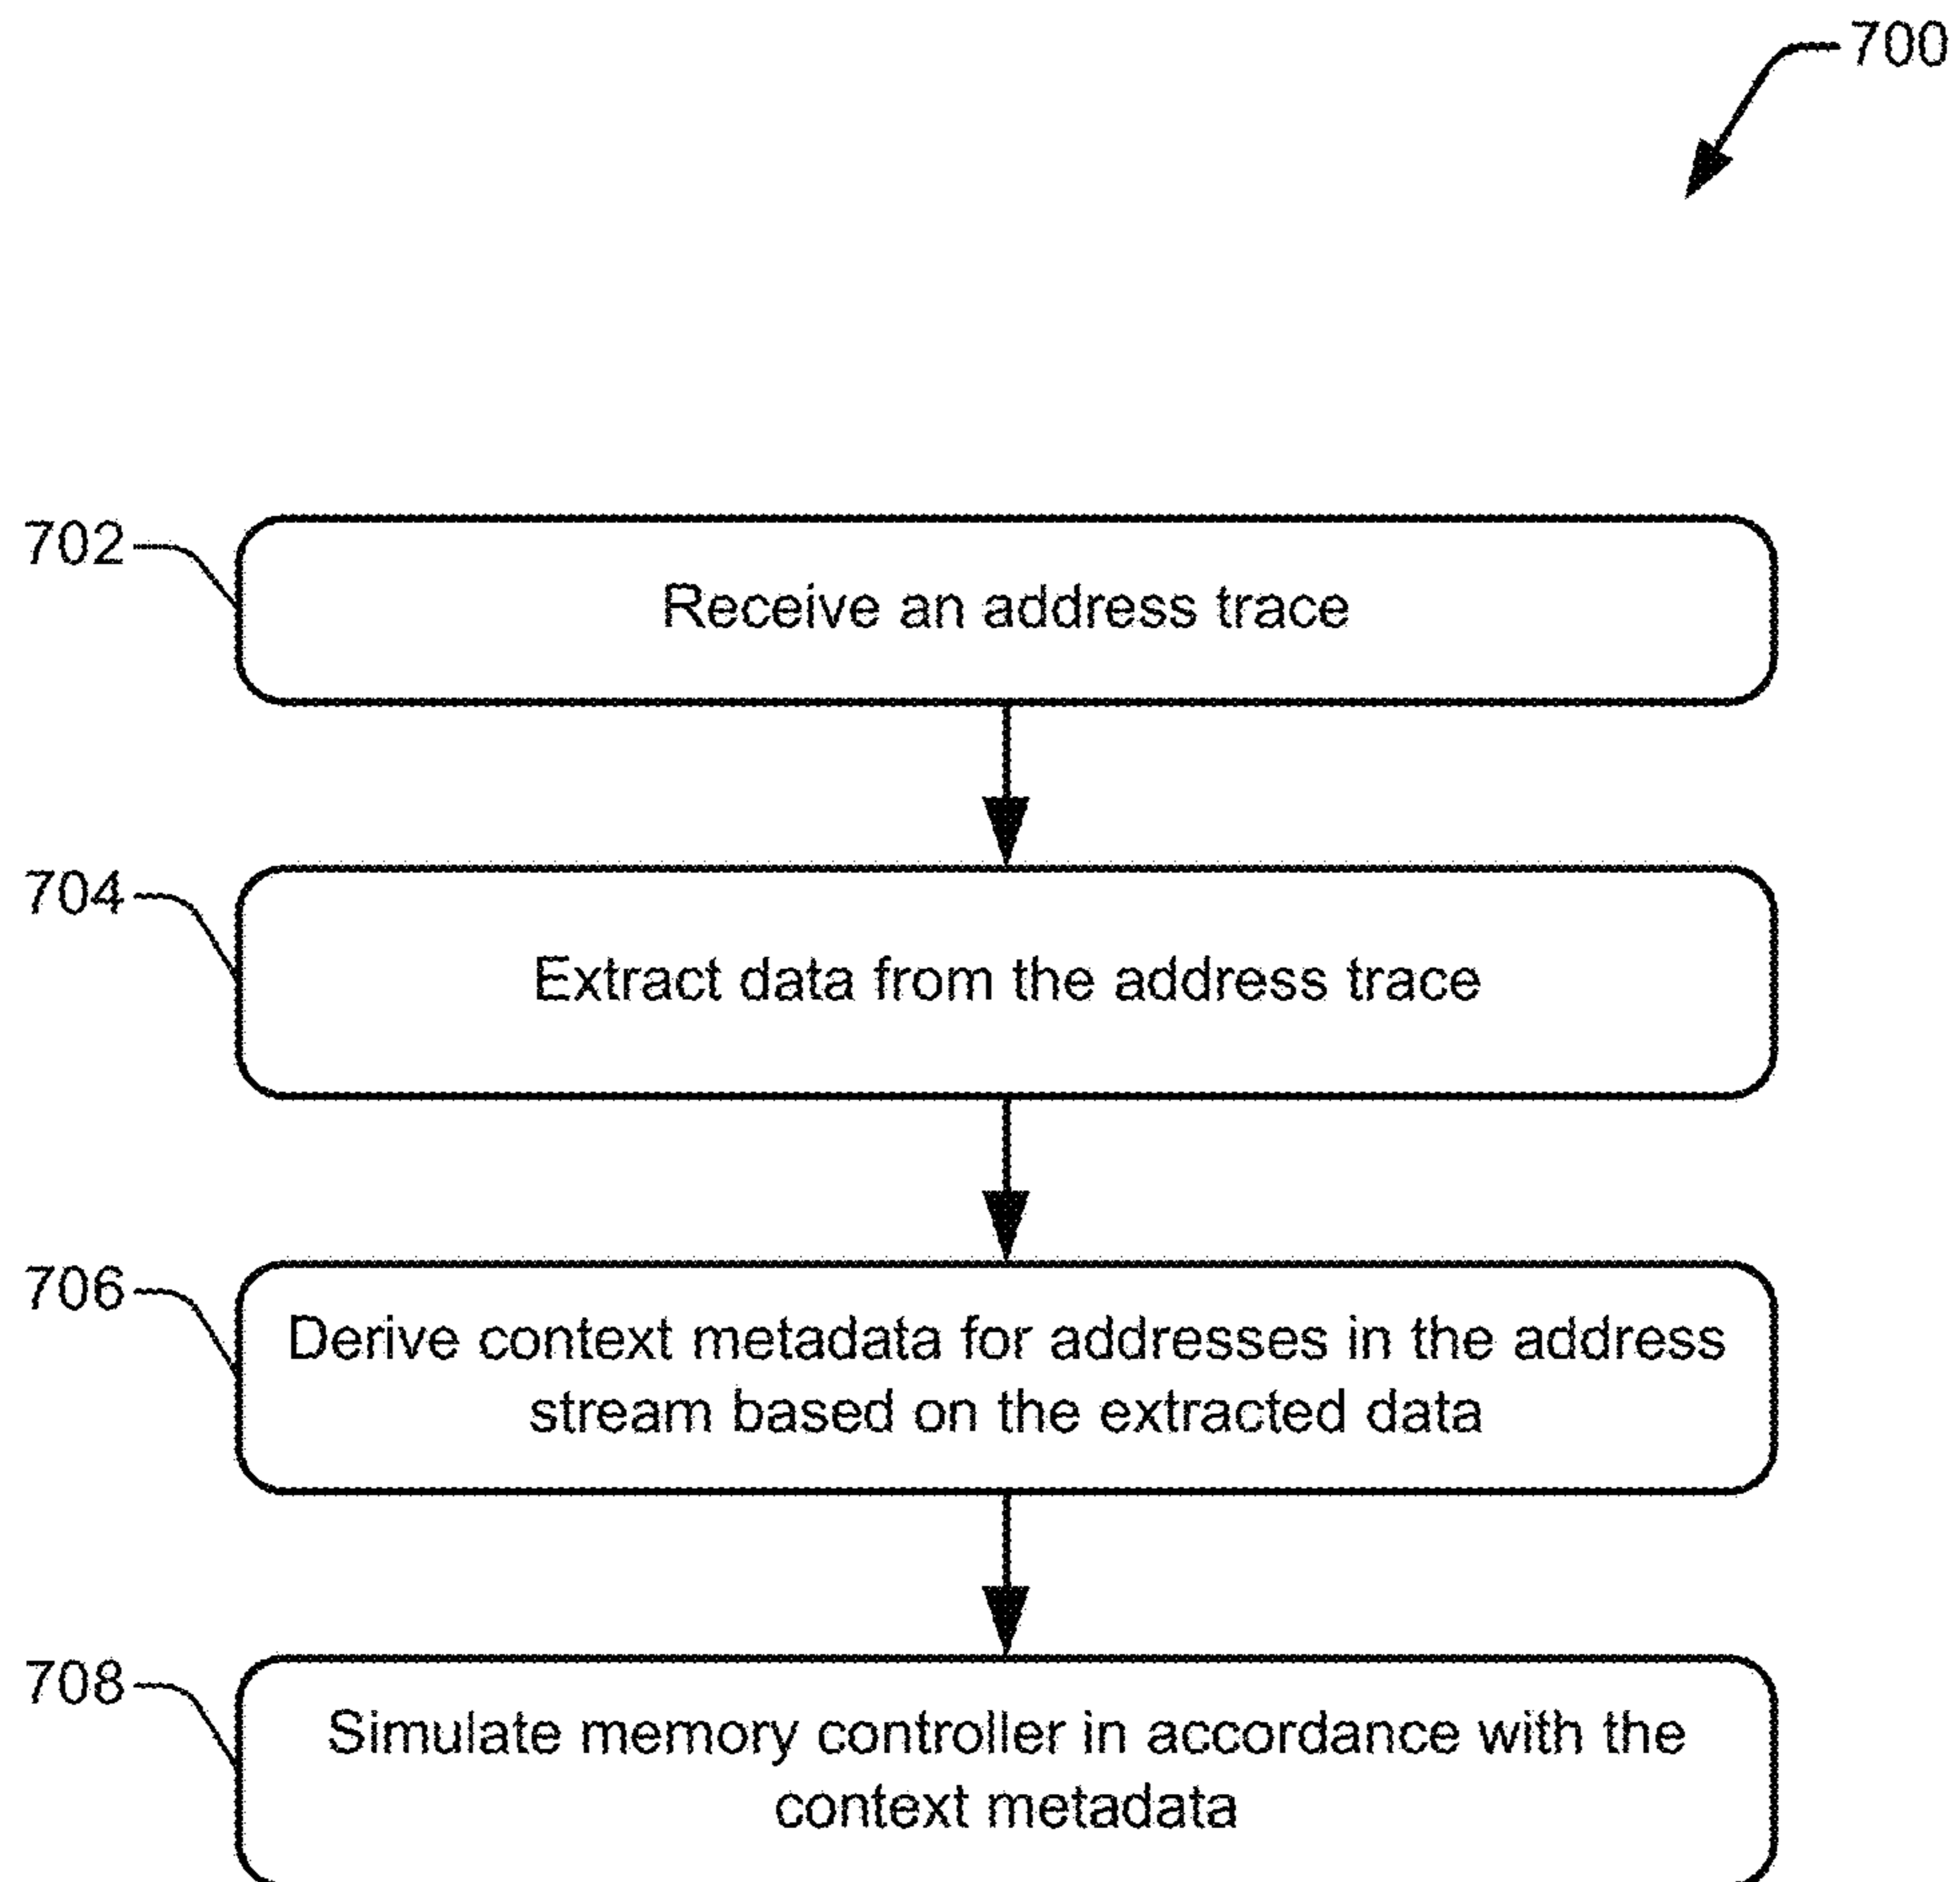 700
702
Receive an address trace
704
Extract data from the address trace
706
Derive context metadata for addresses in the address
stream based on the extracted data
708
Simulate memory controller in accordance with the
context metadata